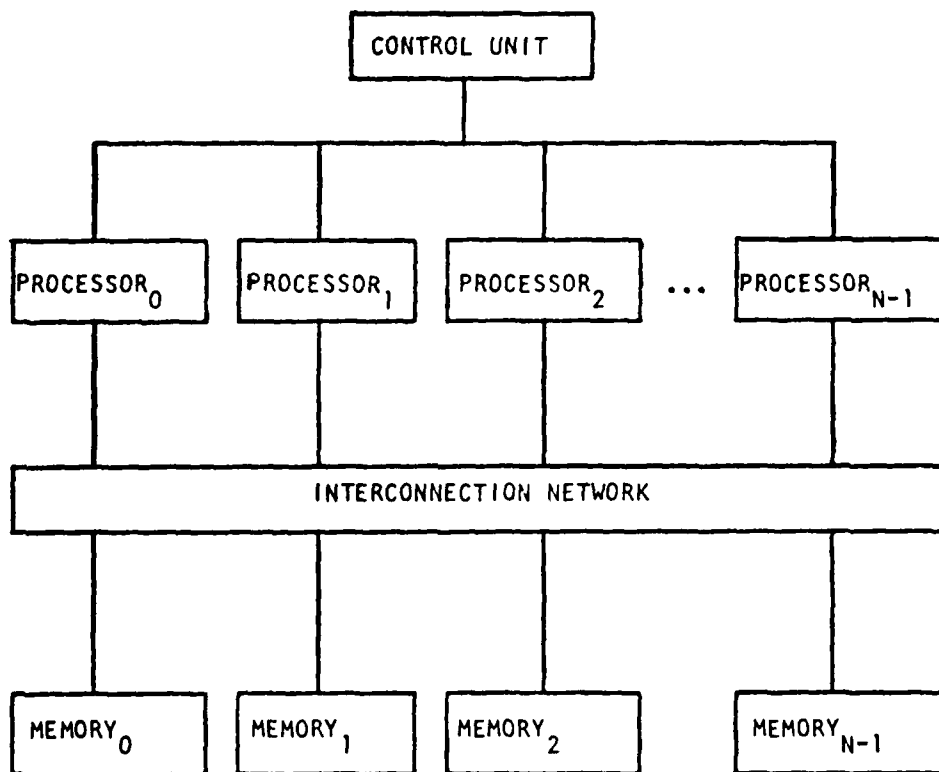 CONTROL UNIT
PROCESSOR0 PROCESSOR1 PROCESSOR2 ... PROCESSORN-1
INTERCONNECTION NETWORK
MEMORY0 MEMORY1 MEMORY2 MEMORYN-1